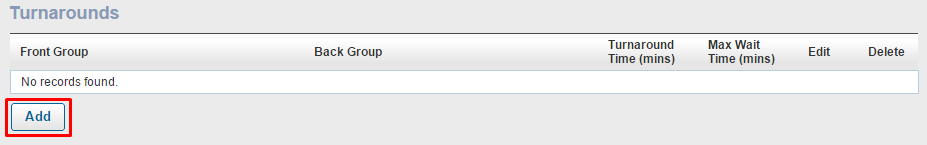 Turnarounds
Front Group Back Group Turnaround Time (mins) Max Wait Time (mins) Edit Delete
No records found.
Add